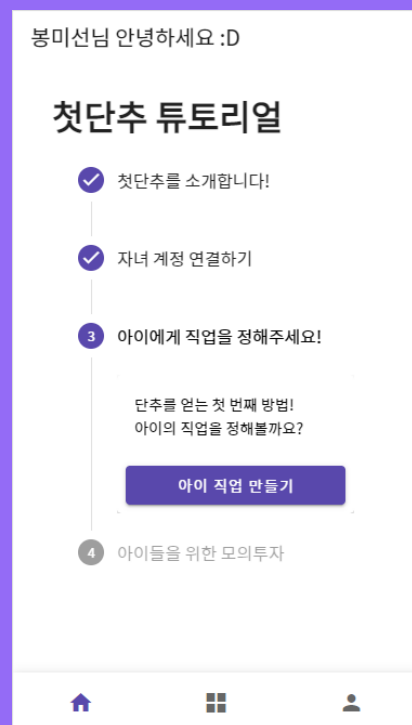 봉미선님 안녕하세요 :D
첫단추 튜토리얼
첫단추를 소개합니다!
자녀 계정 연결하기
3 아이에게 직업을 정해주세요!
단추를 얻는 첫 번째 방법!
아이의 직업을 정해볼까요?
아이 직업 만들기
4 아이들을 위한 모의투자